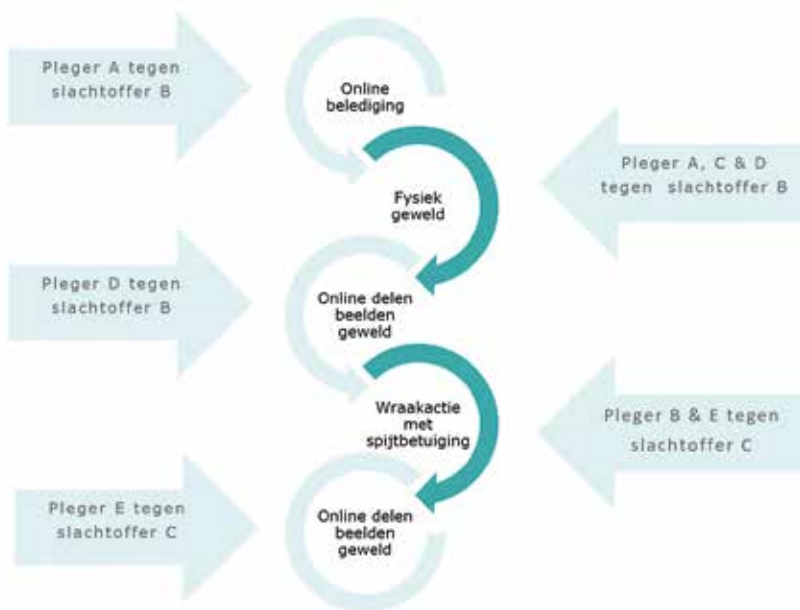 Pleger A tegen
slachtoffer B
Online
belediging
Pleger A, C & D
tegen slachtoffer B
Fysiek
geweld
Pleger D tegen
slachtoffer B
Online delen
beelden
geweld
Pleger B & E tegen
slachtoffer C
Wraakactie
met
spijtbetuiging
Pleger E tegen
slachtoffer C
Online delen
beelden
geweld